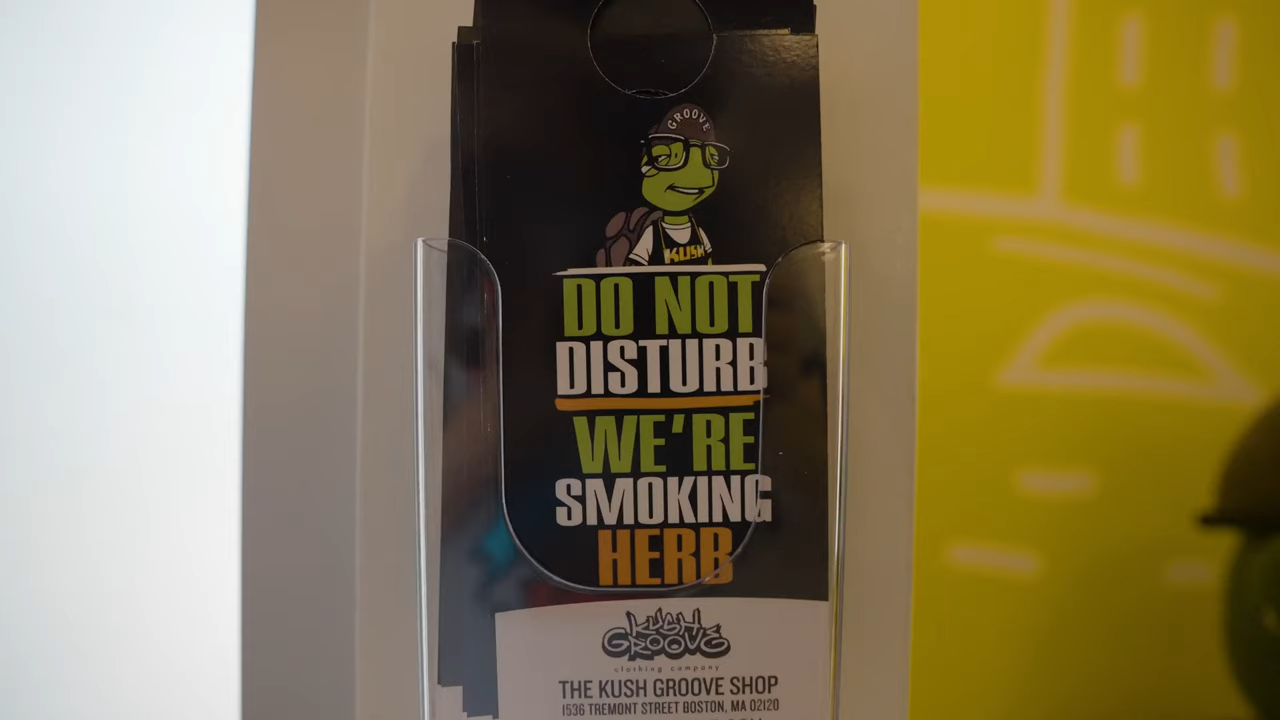 GROOVE
KUSH
DO NOT
DISTURB
WE'RE
SMOKING
HERB
KUSH
GROOVE
clothing company
THE KUSH GROOVE SHOP
1536 TREMONT STREET BOSTON, MA 02120